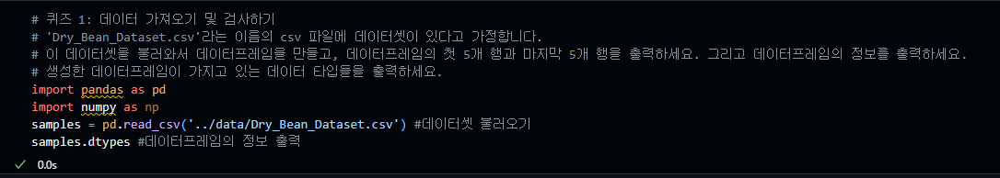 # 퀴즈 1: 데이터 가져오기 및 검사하기
# 'Dry_Bean_Dataset.csv'라는 이름의 csv 파일에 데이터셋이 있다고 가정합니다.
# 이 데이터셋을 불러와서 데이터프레임을 만들고, 데이터프레임의 첫 5개 행과 마지막 5개 행을 출력하세요. 그리고 데이터프레임의 정보를 출력하세요.
# 생성한 데이터프레임이 가지고 있는 데이터 타입들을 출력하세요.
import pandas as pd
import numpy as np
samples = pd.read_csv('../data/Dry_Bean_Dataset.csv') #데이터셋 불러오기
samples.dtypes #데이터프레임의 정보 출력
0.0s